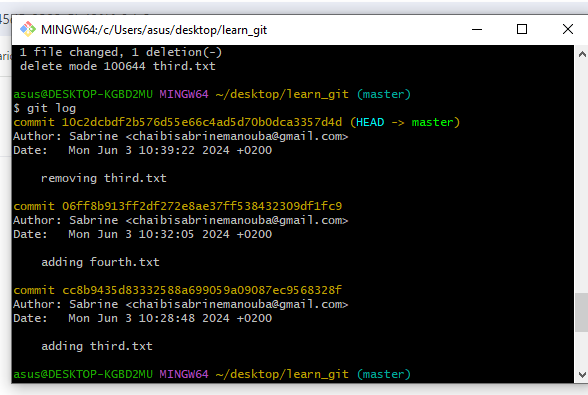 MINGW64:/c/Users/asus/desktop/learn_git
1 file changed, 1 deletion(-)
delete mode 100644 third.txt
asus@DESKTOP-KGBD2MU MINGW64 ~/desktop/learn_git (master)
$ git log
commit 10c2dcbdf2b576d55e66c4ad5d70b0dca3357d4d (HEAD -> master)
Author: Sabrine <chaibisabrinemanouba@gmail.com>
Date:   Mon Jun 3 10:39:22 2024 +0200
removing third.txt
commit 06ff8b913ff2df272e8ae37ff538432309df1fc9
Author: Sabrine <chaibisabrinemanouba@gmail.com>
Date:   Mon Jun 3 10:32:05 2024 +0200
adding fourth.txt
commit cc8b9435d83332588a699059a09087ec9568328f
Author: Sabrine <chaibisabrinemanouba@gmail.com>
Date:   Mon Jun 3 10:28:48 2024 +0200
adding third.txt
asus@DESKTOP-KGBD2MU MINGW64 ~/desktop/learn_git (master)